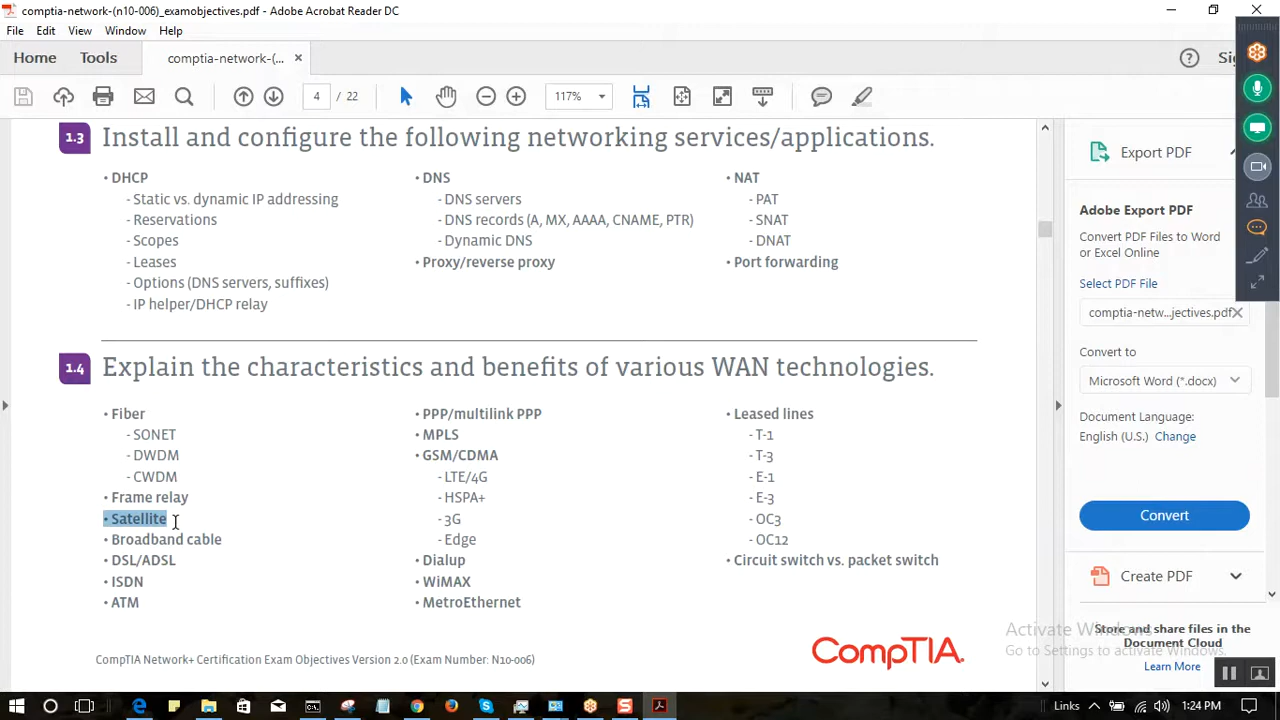 comptia-network-(n10-006)_examobjectives.pdf - Adobe Acrobat Reader DC
File Edit View Window Help
Home Tools comptia-network-(... × ? Sig
4 / 22 117%
1.3 Install and configure the following networking services/applications.
• DHCP
- Static vs. dynamic IP addressing
- Reservations
- Scopes
- Leases
- Options (DNS servers, suffixes)
- IP helper/DHCP relay
• DNS
- DNS servers
- DNS records (A, MX, AAAA, CNAME, PTR)
- Dynamic DNS
• Proxy/reverse proxy
• NAT
- PAT
- SNAT
- DNAT
• Port forwarding
1.4 Explain the characteristics and benefits of various WAN technologies.
• Fiber
- SONET
- DWDM
- CWDM
• Frame relay
• Satellite
• Broadband cable
• DSL/ADSL
• ISDN
• ATM
• PPP/multilink PPP
• MPLS
• GSM/CDMA
- LTE/4G
- HSPA+
- 3G
- Edge
• Dialup
• WiMAX
• MetroEthernet
• Leased lines
- T-1
- T-3
- E-1
- E-3
- OC3
- OC12
• Circuit switch vs. packet switch
CompTIA Network+ Certification Exam Objectives Version 2.0 (Exam Number: N10-006)
CompTIA.
Export PDF
Adobe Export PDF
Convert PDF Files to Word
or Excel Online
Select PDF File
comptia-netw...jectives.pdf
Convert to
Microsoft Word (*.docx)
Document Language:
English (U.S.) Change
Convert
Create PDF
Activate Windows
Go to Settings to activate Windows.
Store and share files in the
Document Cloud
Learn More
Links 1:24 PM